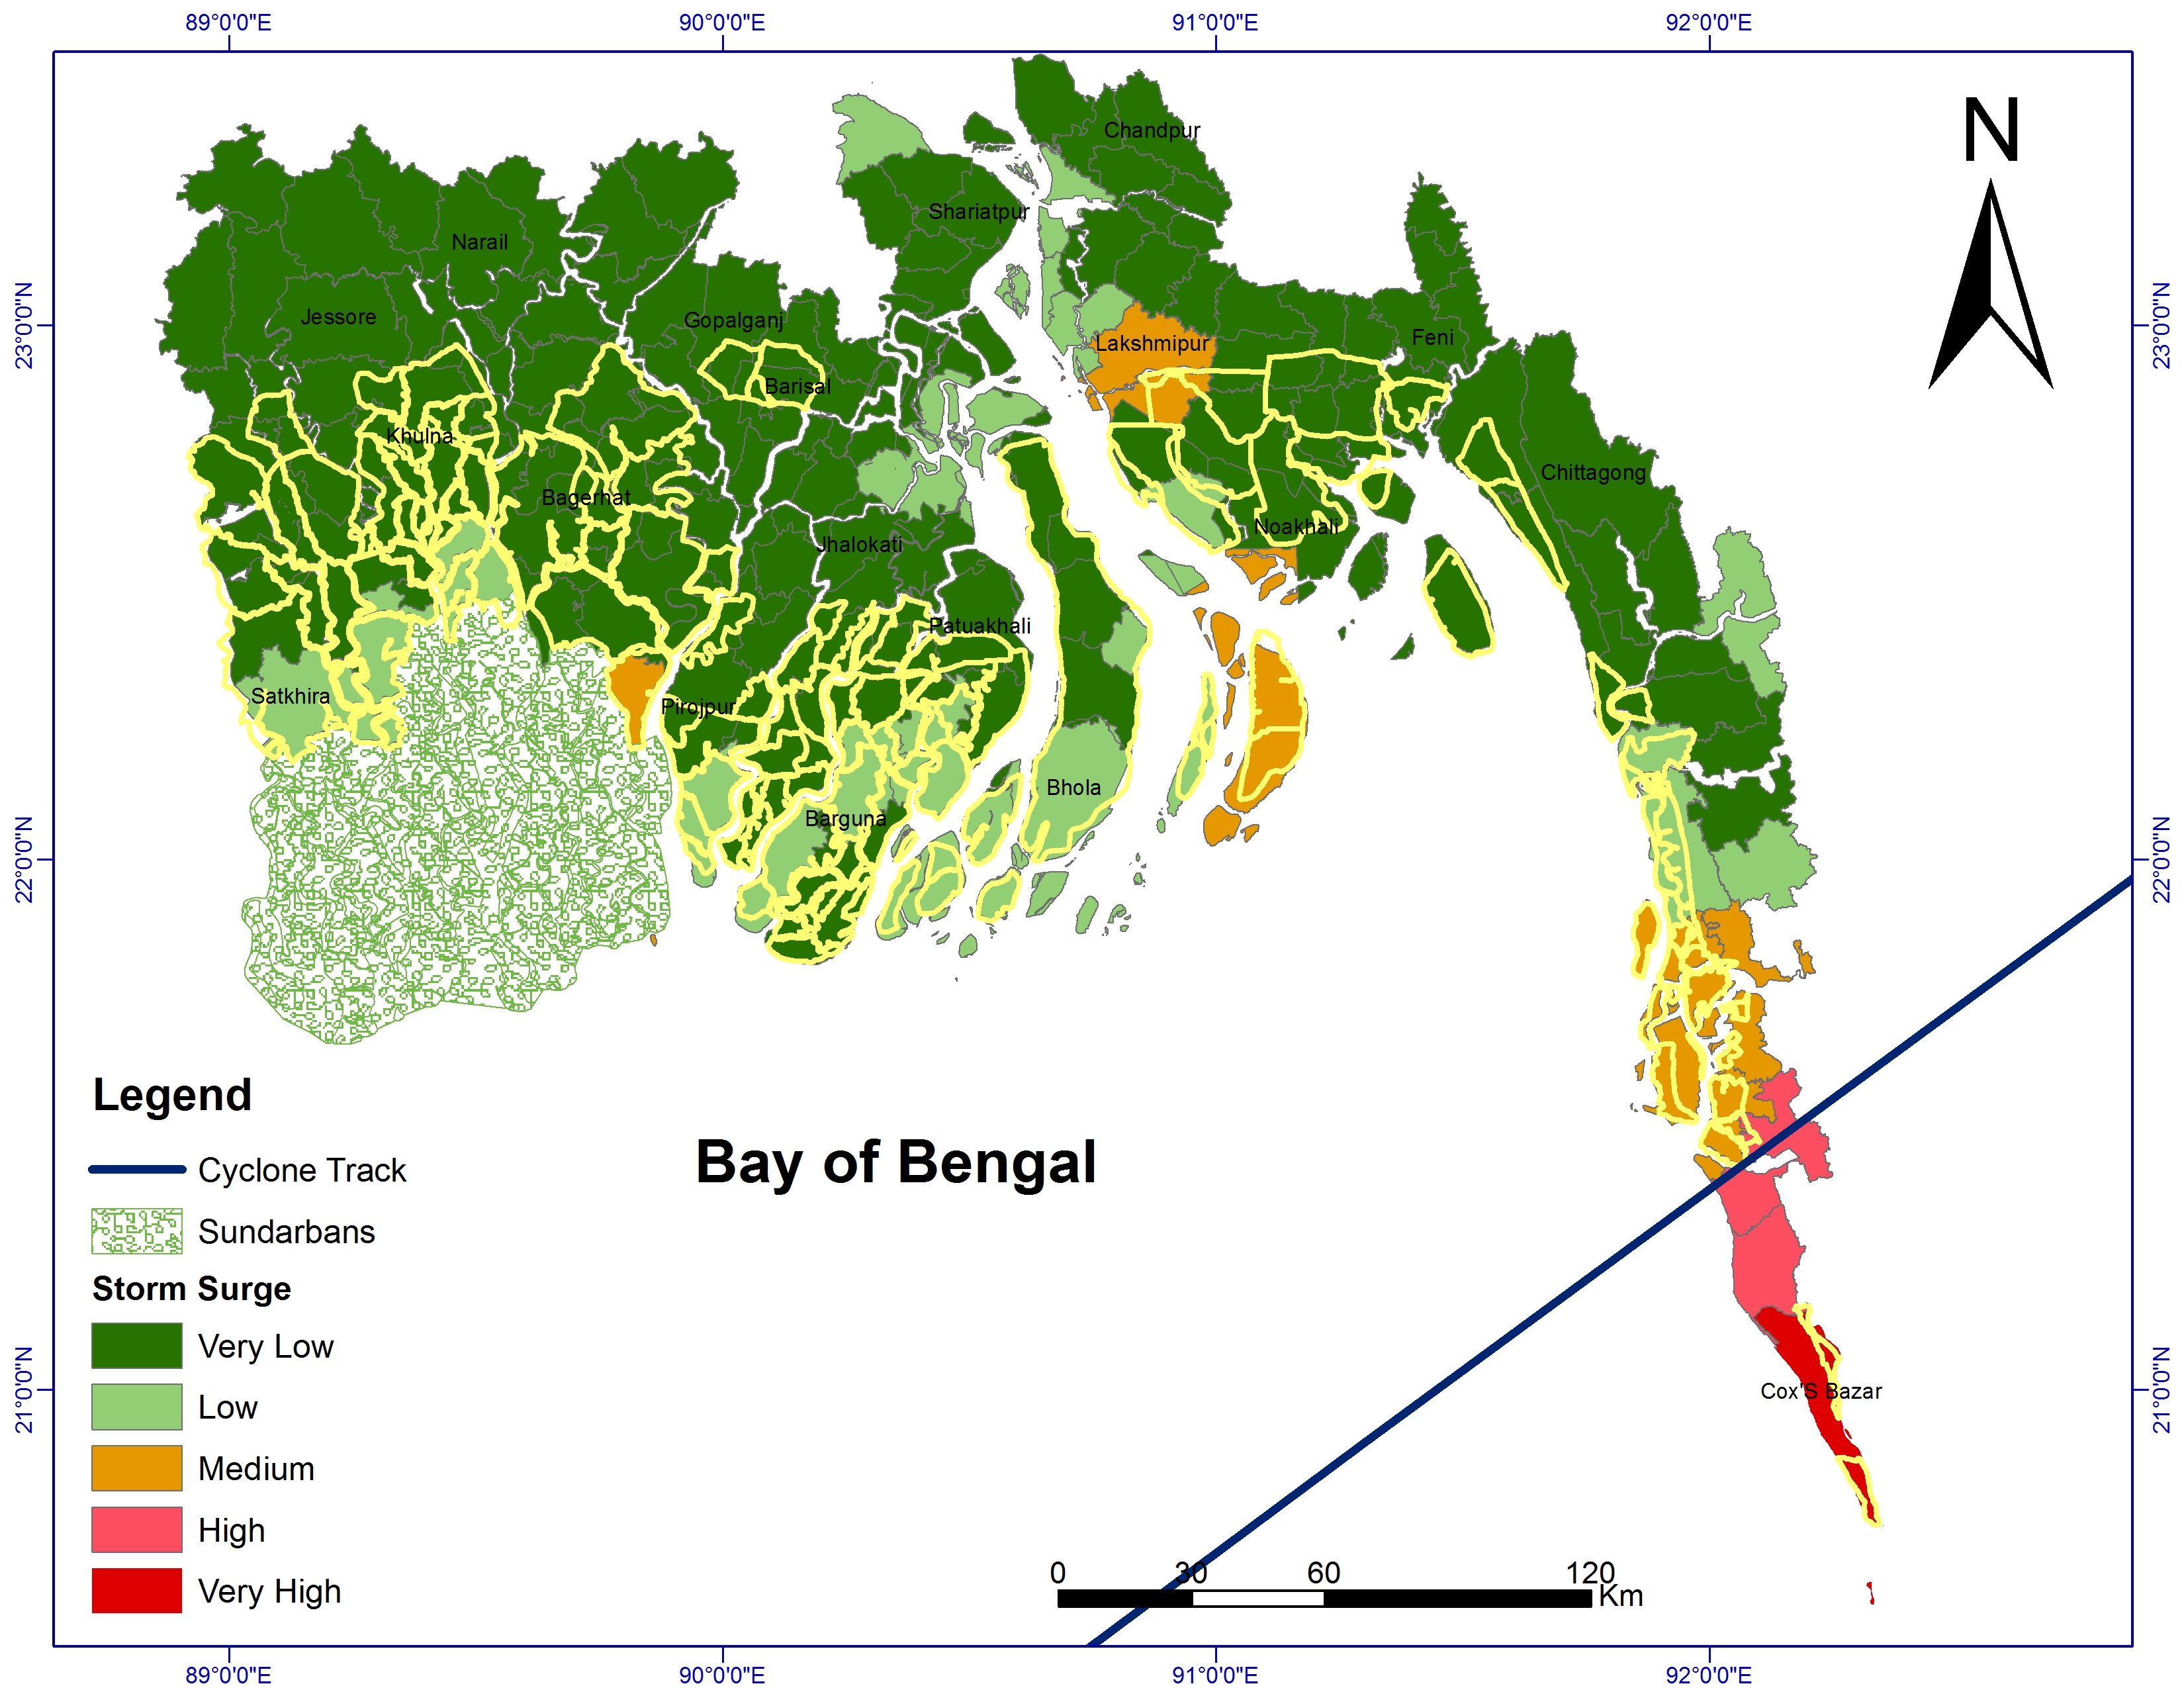 89°0'0"E 90°0'0"E 91°0'0"E 92°0'0"E
N
Chandpur
Shariatpur
Narail
23°0'0"N 23°0'0"N
Jessore
Gopalganj
Feni
Lakshmipur
Barisal
Khulna
Chittagong
Bagerhat
Noakhali
Jhalokati
Patuakhali
Satkhira
Pirojpur
Bhola
Barguna
22°0'0"N 22°0'0"N
Legend
Bay of Bengal
Cyclone Track
Sundarbans
Storm Surge
Very Low
Low
Medium
High
Very High
21°0'0"N 21°0'0"N
Cox'S Bazar
0 30 60 120
Km
89°0'0"E 90°0'0"E 91°0'0"E 92°0'0"E